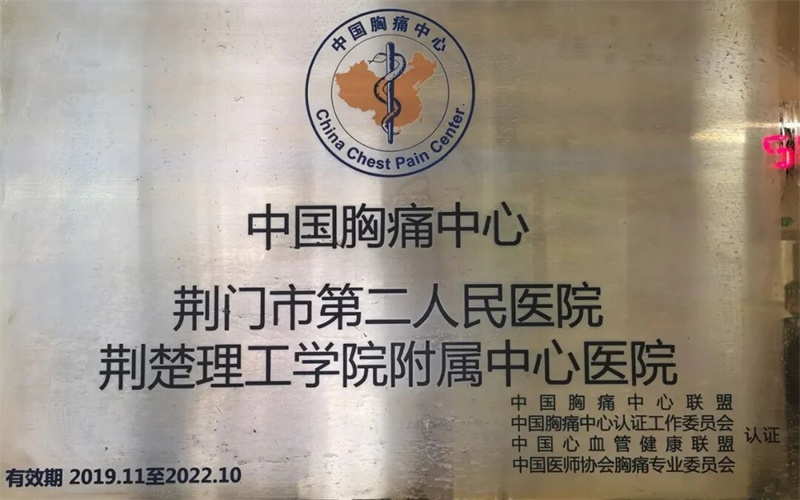 中国胸痛中心
China Chest Pain Center.
中国胸痛中心
荆门市第二人民医院
荆楚理工学院附属中心医院
中国胸痛中心联盟
中国胸痛中心认证工作委员会
中国心血管健康联盟
中国医师协会胸痛专业委员会
认证
有效期 2019.11至2022.10